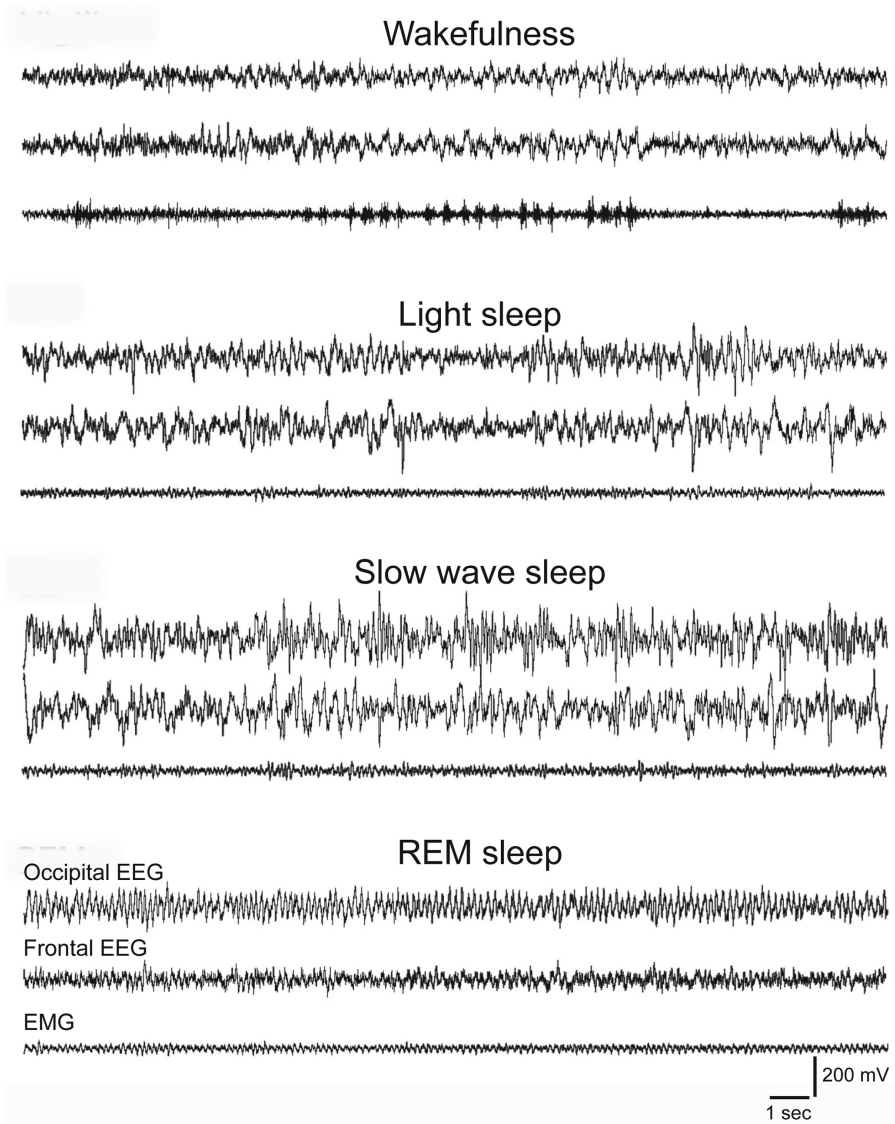 Wakefulness
Light sleep
Slow wave sleep
REM sleep
Occipital EEG
Frontal EEG
EMG
200 mV
1 sec